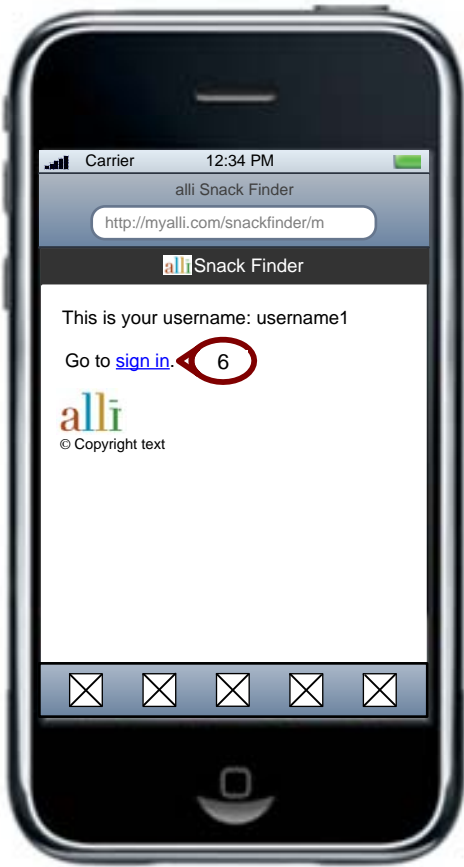 Carrier 12:34 PM
alli Snack Finder
http://myalli.com/snackfinder/m
alli Snack Finder
This is your username: username1
Go to sign in. 6
allī
© Copyright text